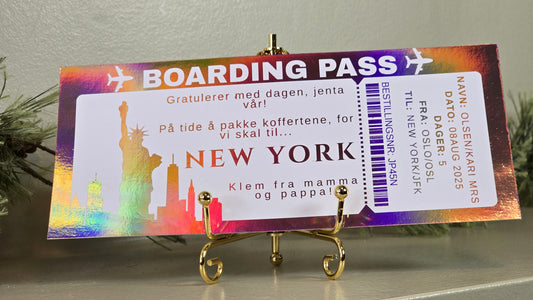 BOARDING PASS
Gratulerer med dagen, jenta
vår!
På tide å pakke koffertene, for
vi skal til...
NEW YORK
Klem fra mamma
og pappa!
BESTILLINGSNR JP45N
NAVN: OLSEN/KARI MRS
DATO: 08AUG 2025
DAGER: 5
FRA: OSLO/OSL
TIL: NEW YORK/JFK